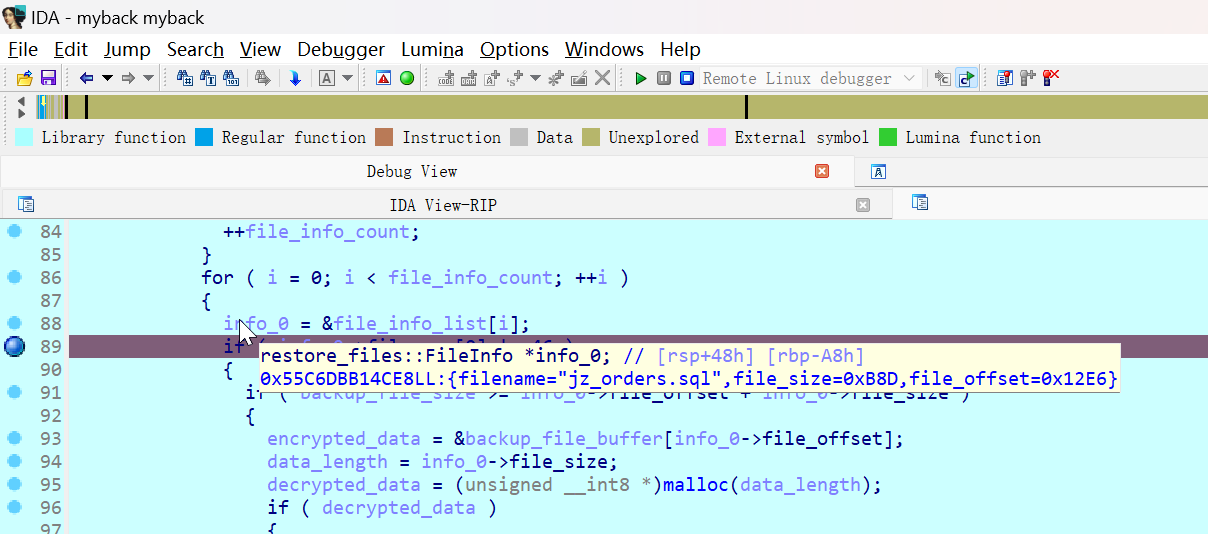 IDA - myback myback
File Edit Jump Search View Debugger Lumina Options Windows Help
Remote Linux debugger
Library function Regular function Instruction Data Unexplored External symbol Lumina function
Debug View
IDA View-RIP
84 ++file_info_count;
85 }
86 for ( i = 0; i < file_info_count; ++i )
87 {
88 info_0 = &file_info_list[i];
89 if
restore_files::FileInfo *info_0; // [rsp+48h] [rbp-A8h]
90 {
0x55C6DBB14CE8LL:{filename="jz_orders.sql",file_size=0xB8D,file_offset=0x12E6}
91 if ( backup_file_size >= info_0->file_offset + info_0->file_size )
92 {
93 encrypted_data = &backup_file_buffer[info_0->file_offset];
94 data_length = info_0->file_size;
95 decrypted_data = (unsigned __int8 *)malloc(data_length);
96 if ( decrypted_data )
97 {